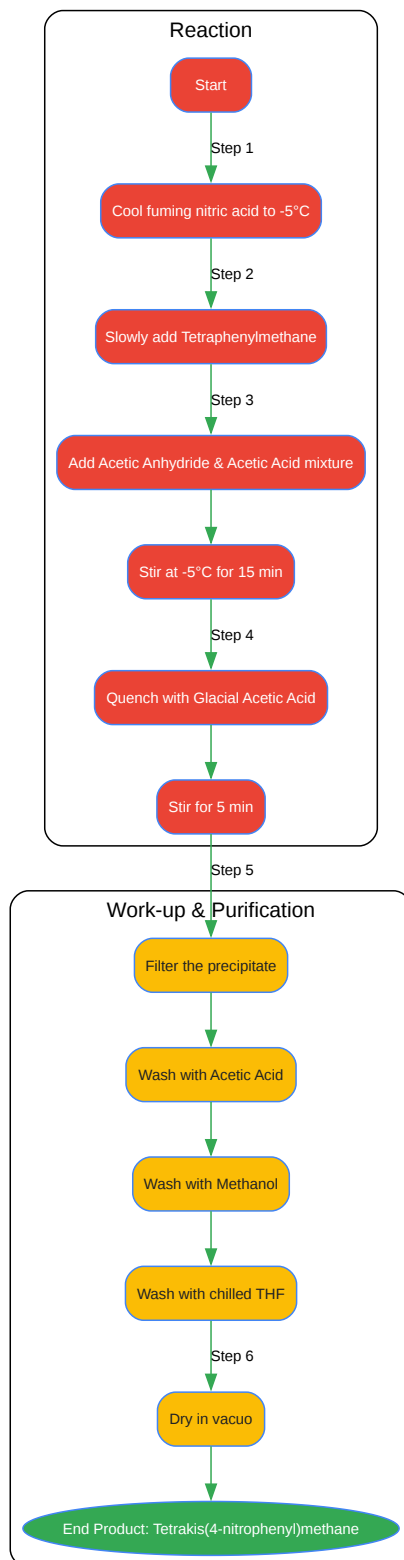 Reaction
Start
Step 1
Cool fuming nitric acid to -5°C
Step 2
Slowly add Tetraphenylmethane
Step 3
Add Acetic Anhydride & Acetic Acid mixture
Stir at -5°C for 15 min
Step 4
Quench with Glacial Acetic Acid
Stir for 5 min
Step 5
Work-up & Purification
Filter the precipitate
Wash with Acetic Acid
Wash with Methanol
Wash with chilled THF
Step 6
Dry in vacuo
End Product: Tetrakis(4-nitrophenyl)methane